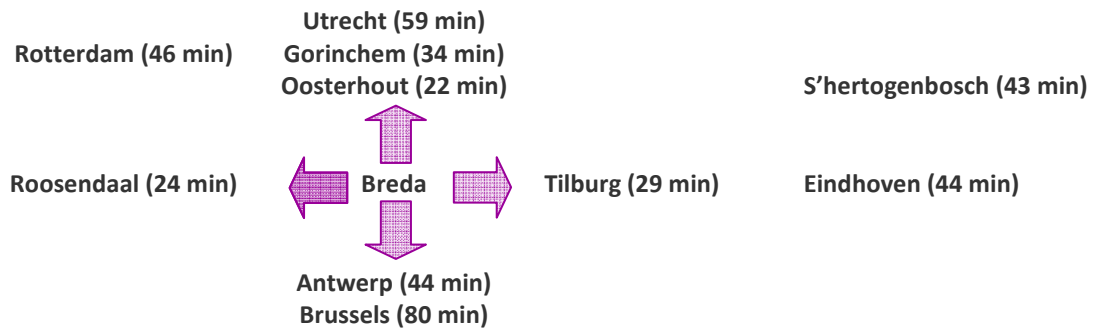 Utrecht (59 min)
Rotterdam (46 min)
Gorinchem (34 min)
Oosterhout (22 min)
S'hertogenbosch (43 min)
Roosendaal (24 min)
Breda
Tilburg (29 min)
Eindhoven (44 min)
Antwerp (44 min)
Brussels (80 min)